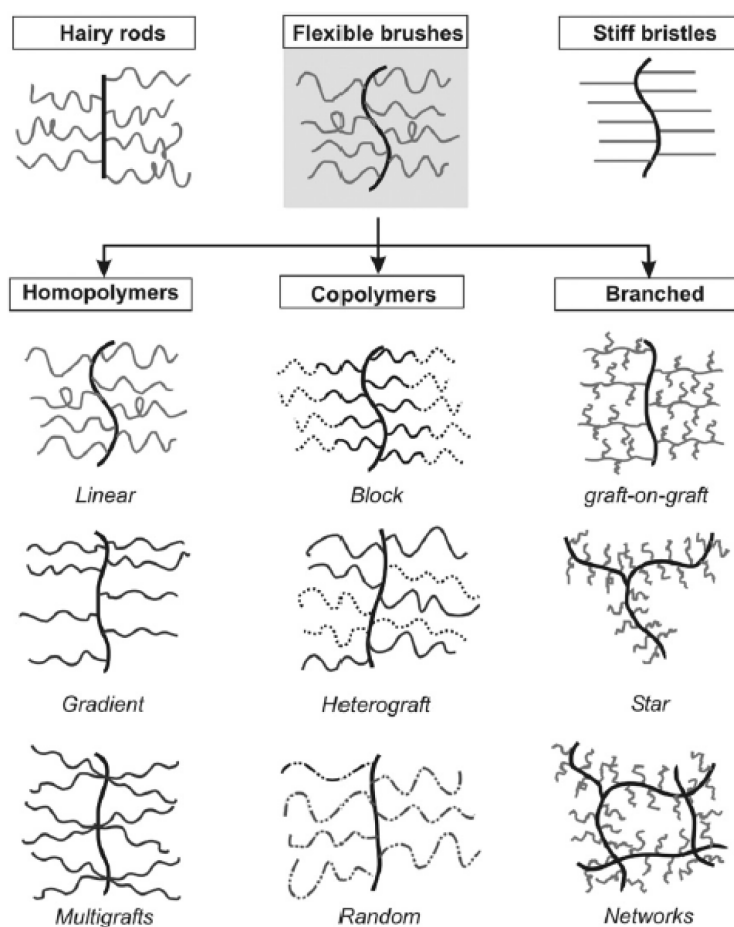 Hairy rods
Flexible brushes
Stiff bristles
Homopolymers
Copolymers
Branched
Linear
Block
graft-on-graft
Gradient
Heterograft
Star
Multigrafts
Random
Networks